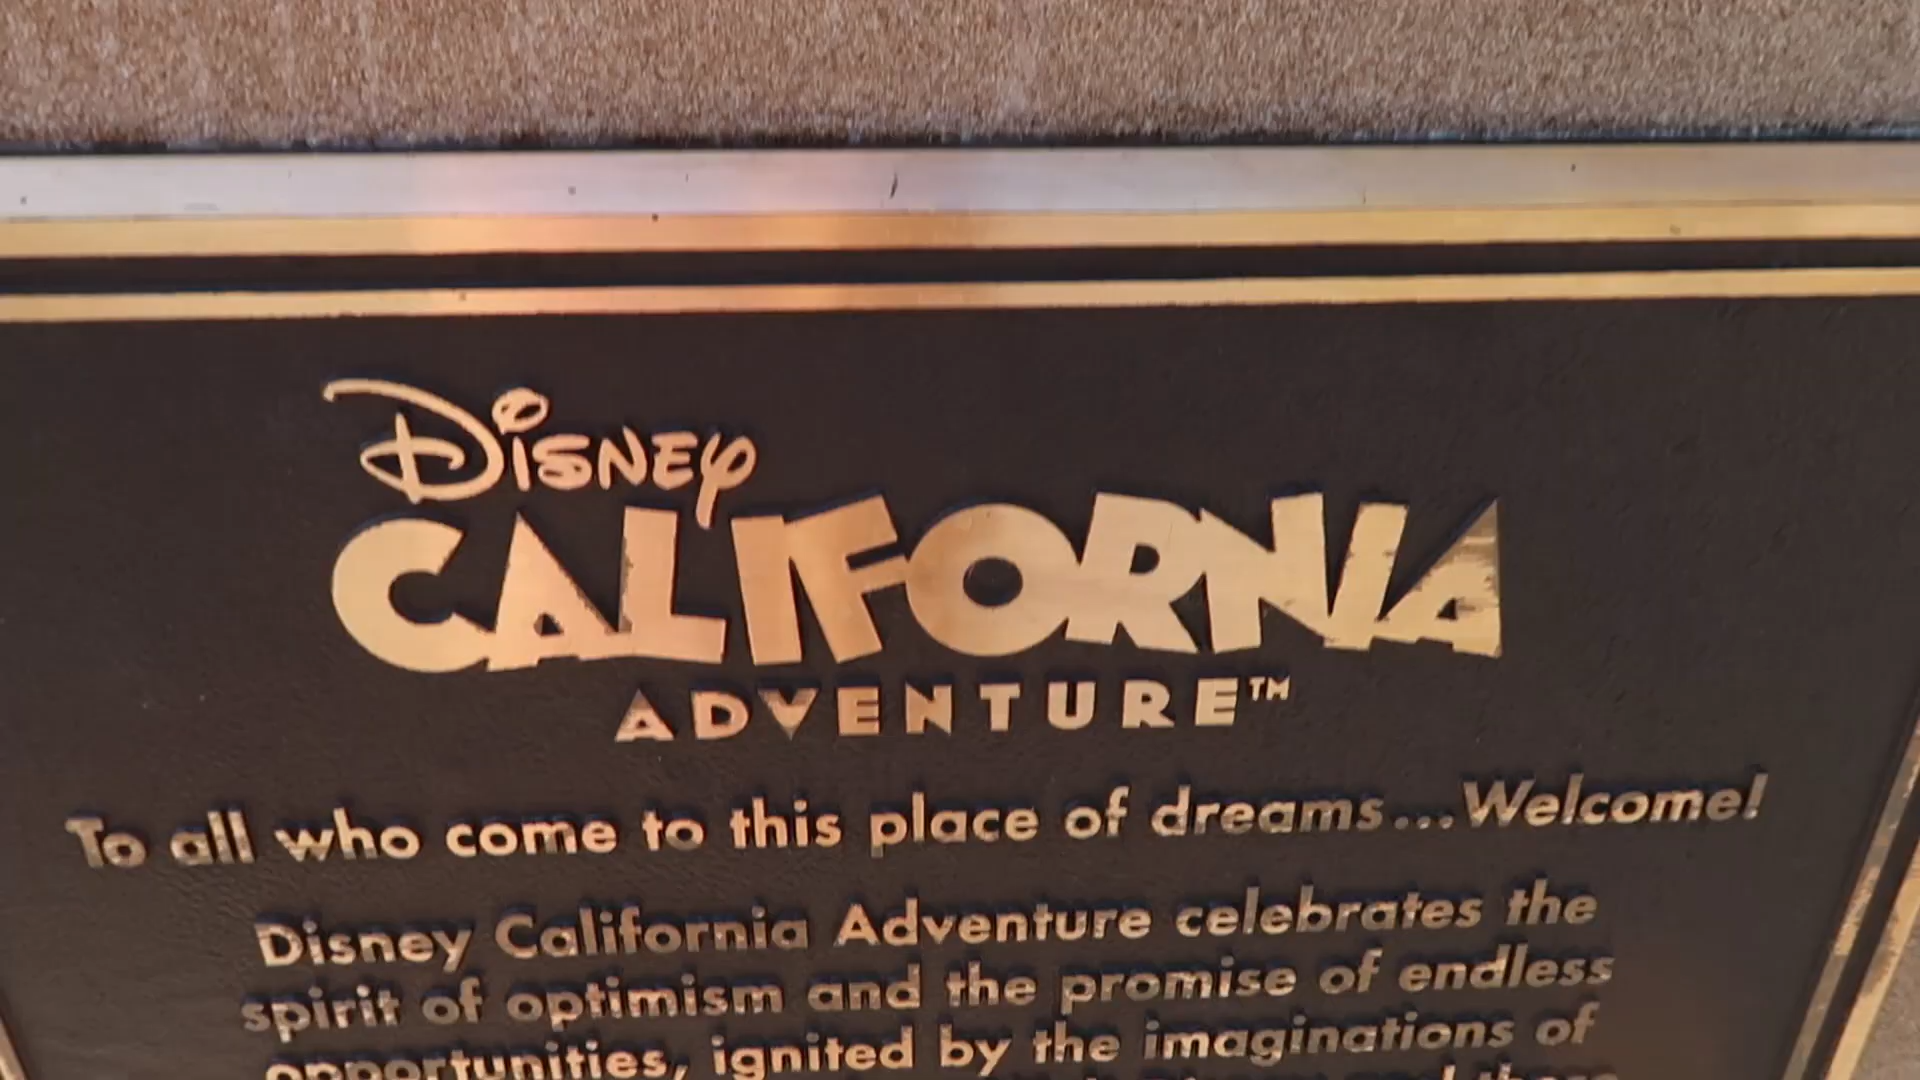 Disney
CALIFORNIA
ADVENTURE™
To all who come to this place of dreams...Welcome!
Disney California Adventure celebrates the
spirit of optimism and the promise of endless
opportunities, ignited by the imaginations of